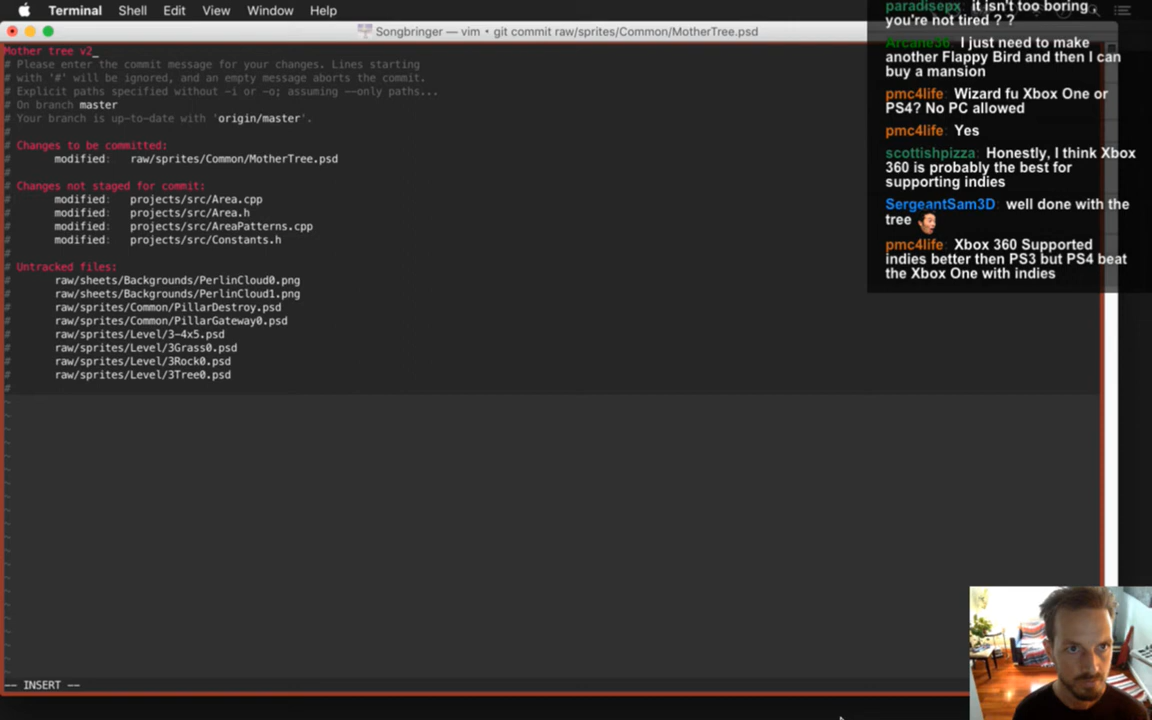 Terminal Shell Edit View Window Help
Songbringer — vim • git commit raw/sprites/Common/MotherTree.psd
Mother tree v2_
# Please enter the commit message for your changes. Lines starting
# with '#' will be ignored, and an empty message aborts the commit.
# Explicit paths specified without -i or -o; assuming --only paths...
# On branch master
# Your branch is up-to-date with 'origin/master'.
#
# Changes to be committed:
# modified: raw/sprites/Common/MotherTree.psd
#
# Changes not staged for commit:
# modified: projects/src/Area.cpp
# modified: projects/src/Area.h
# modified: projects/src/AreaPatterns.cpp
# modified: projects/src/Constants.h
#
# Untracked files:
# raw/sheets/Backgrounds/PerlinCloud0.png
# raw/sheets/Backgrounds/PerlinCloud1.png
# raw/sprites/Common/PillarDestroy.psd
# raw/sprites/Common/PillarGateway0.psd
# raw/sprites/Level/3-4x5.psd
# raw/sprites/Level/3Grass0.psd
# raw/sprites/Level/3Rock0.psd
# raw/sprites/Level/3Tree0.psd
#
-- INSERT --
paradisepx: it isn't too boring,
you're not tired ? ?
Arcane36: I just need to make
another Flappy Bird and then I can
buy a mansion
pmc4life: Wizard fu Xbox One or
PS4? No PC allowed
pmc4life: Yes
scottishpizza: Honestly, I think Xbox
360 is probably the best for
supporting indies
SergeantSam3D: well done with the
tree
pmc4life: Xbox 360 Supported
indies better then PS3 but PS4 beat
the Xbox One with indies